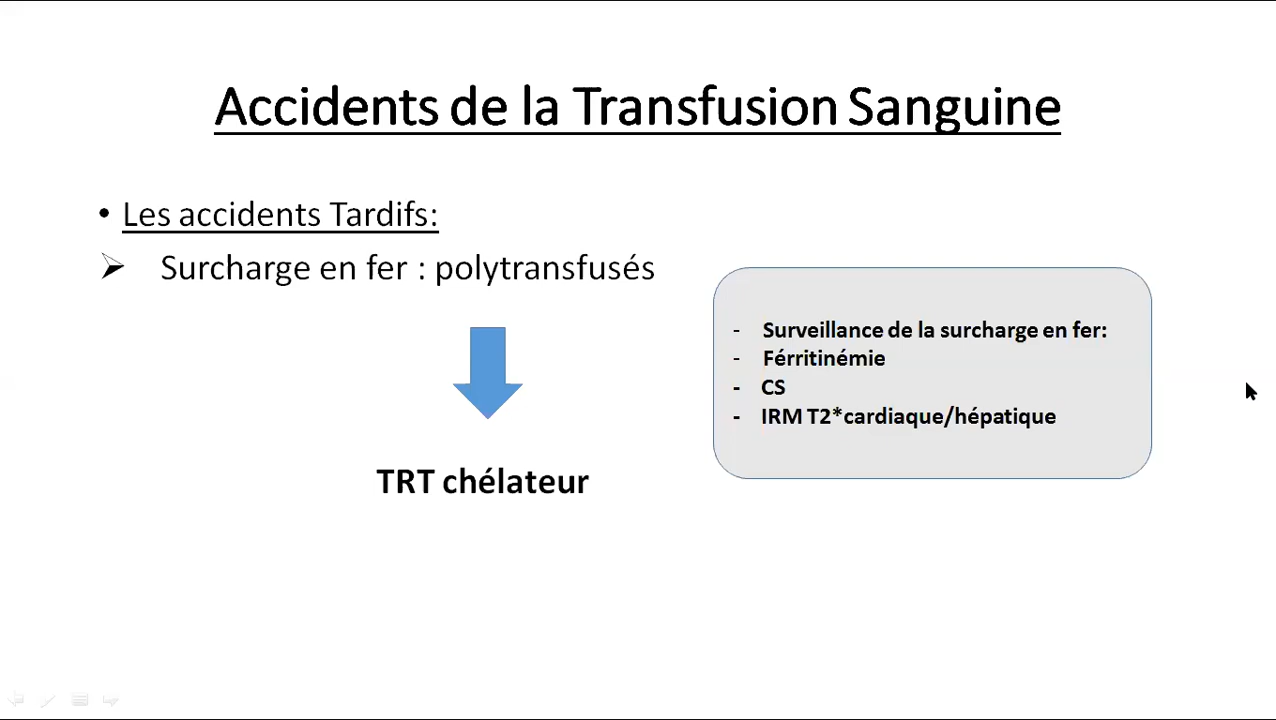 Accidents de la Transfusion Sanguine
• Les accidents Tardifs:
➢ Surcharge en fer : polytransfusés
- Surveillance de la surcharge en fer:
- Férritinémie
- CS
- IRM T2*cardiaque/hépatique
TRT chélateur